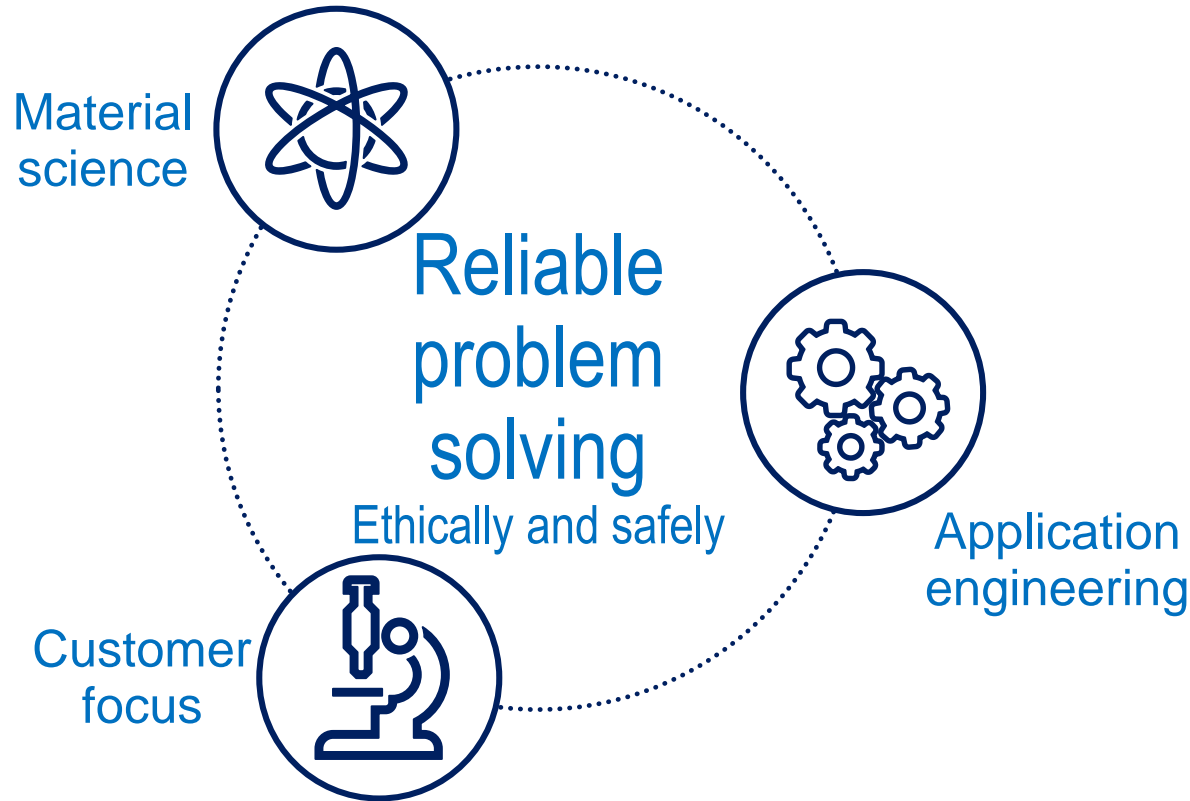 Material
science
Reliable
problem
solving
Ethically and safely
Application
engineering
Customer
focus